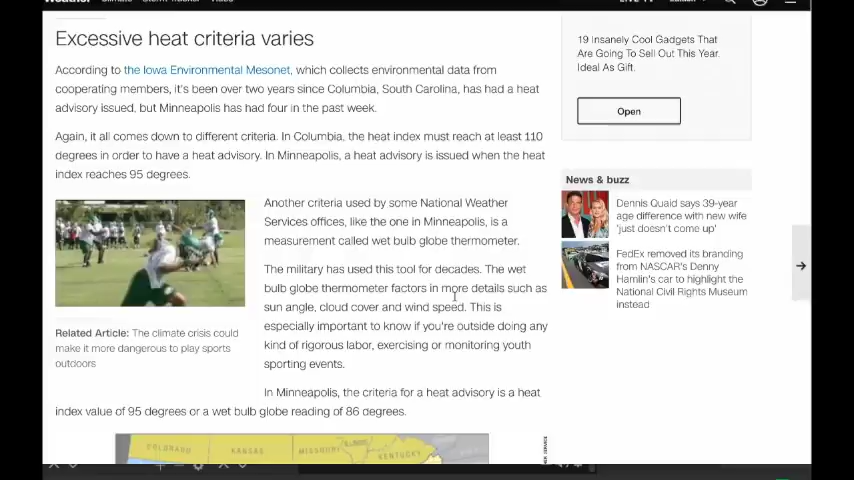 Excessive heat criteria varies
According to the Iowa Environmental Mesonet, which collects environmental data from
cooperating members, it's been over two years since Columbia, South Carolina, has had a heat
advisory issued, but Minneapolis has had four in the past week.
Again, it all comes down to different criteria. In Columbia, the heat index must reach at least 110
degrees in order to have a heat advisory. In Minneapolis, a heat advisory is issued when the heat
index reaches 95 degrees.
Another criteria used by some National Weather
Services offices, like the one in Minneapolis, is a
measurement called wet bulb globe thermometer.
The military has used this tool for decades. The wet
bulb globe thermometer factors in more details such as
sun angle, cloud cover and wind speed. This is
especially important to know if you're outside doing any
kind of rigorous labor, exercising or monitoring youth
sporting events.
Related Article: The climate crisis could
make it more dangerous to play sports
outdoors
In Minneapolis, the criteria for a heat advisory is a heat
index value of 95 degrees or a wet bulb globe reading of 86 degrees.
COLORADO
KANSAS
MISSOURI
KENTUCKY
19 Insanely Cool Gadgets That
Are Going To Sell Out This Year.
Ideal As Gift.
Open
News & buzz
Dennis Quaid says 39-year
age difference with new wife
'just doesn't come up'
FedEx removed its branding
from NASCAR's Denny
Hamlin's car to highlight the
National Civil Rights Museum
instead